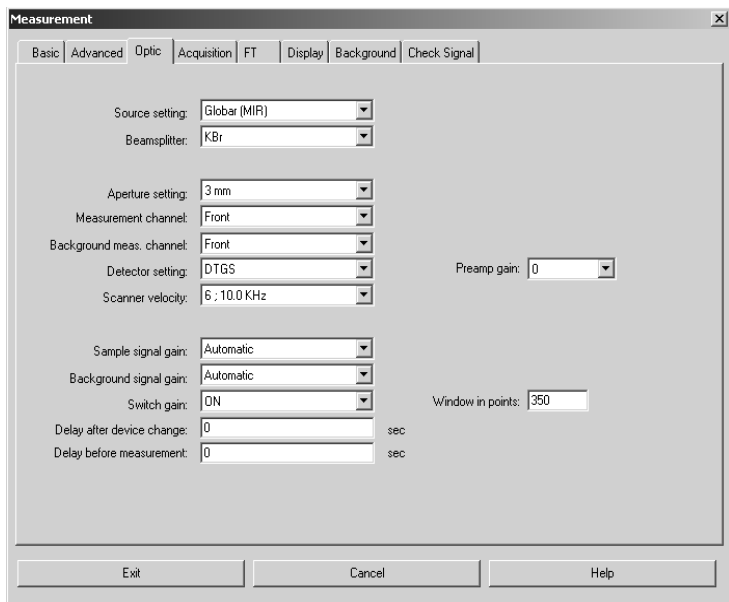 Measurement
Basic Advanced Optic Acquisition FT Display Background Check Signal
Source setting: Globar (MIR)
Beamsplitter: KBr
Aperture setting: 3 mm
Measurement channel: Front
Background meas. channel: Front
Detector setting: DTGS Preamp gain: 0
Scanner velocity: 6 ; 10.0 KHz
Sample signal gain: Automatic
Background signal gain: Automatic
Switch gain: ON Window in points: 350
Delay after device change: 0 sec
Delay before measurement: 0 sec
Exit Cancel Help